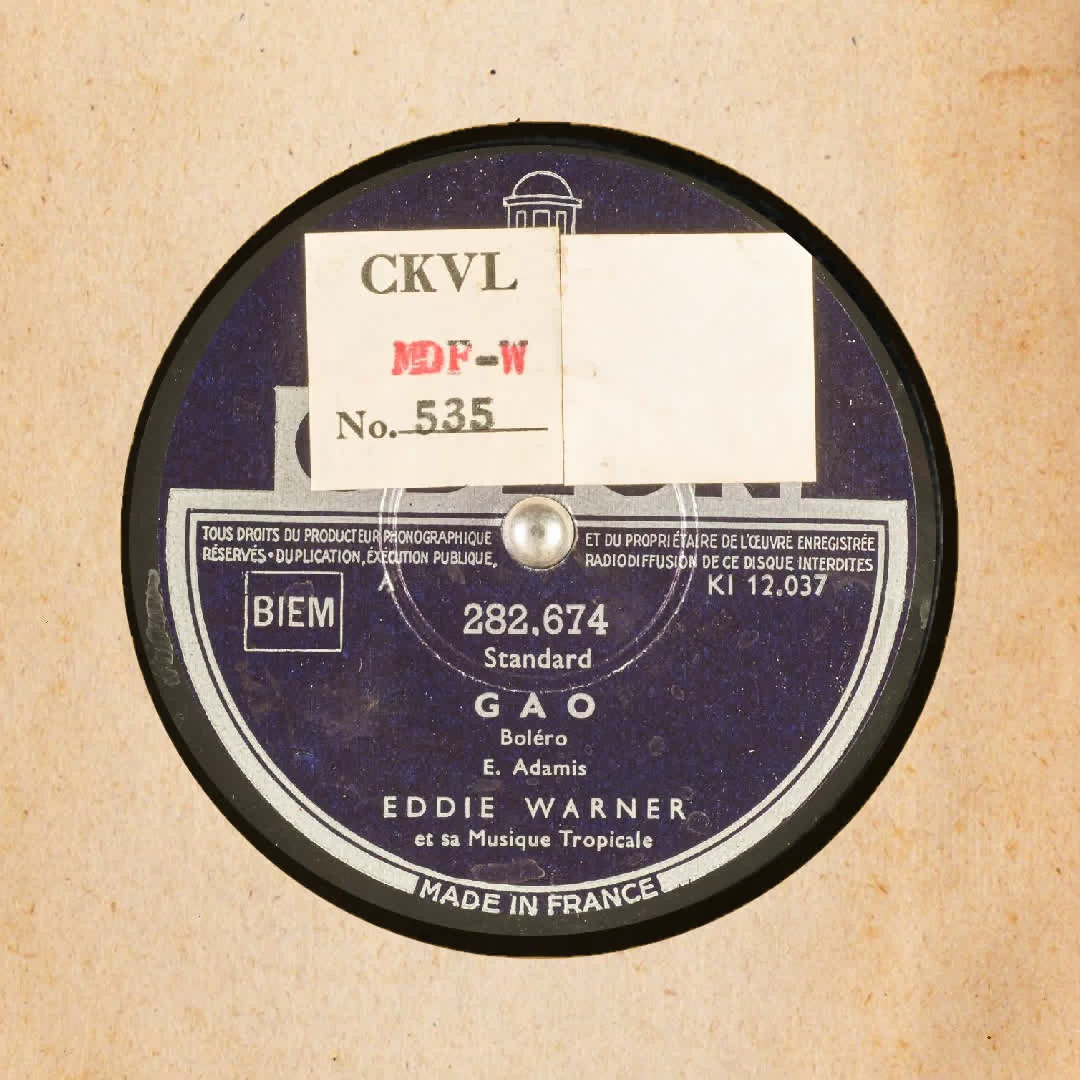 CKVL
MDF-W
No. 535
TOUS DROITS DU PRODUCTEUR PHONOGRAPHIQUE
RÉSERVÉS • DUPLICATION, EXÉCUTION PUBLIQUE,
ET DU PROPRIÉTAIRE DE L'ŒUVRE ENREGISTRÉE
RADIODIFFUSION DE CE DISQUE INTERDITES
A
KI 12.037
BIEM
282.674
Standard
GAO
Boléro
E. Adamis
EDDIE WARNER
et sa Musique Tropicale
MADE IN FRANCE